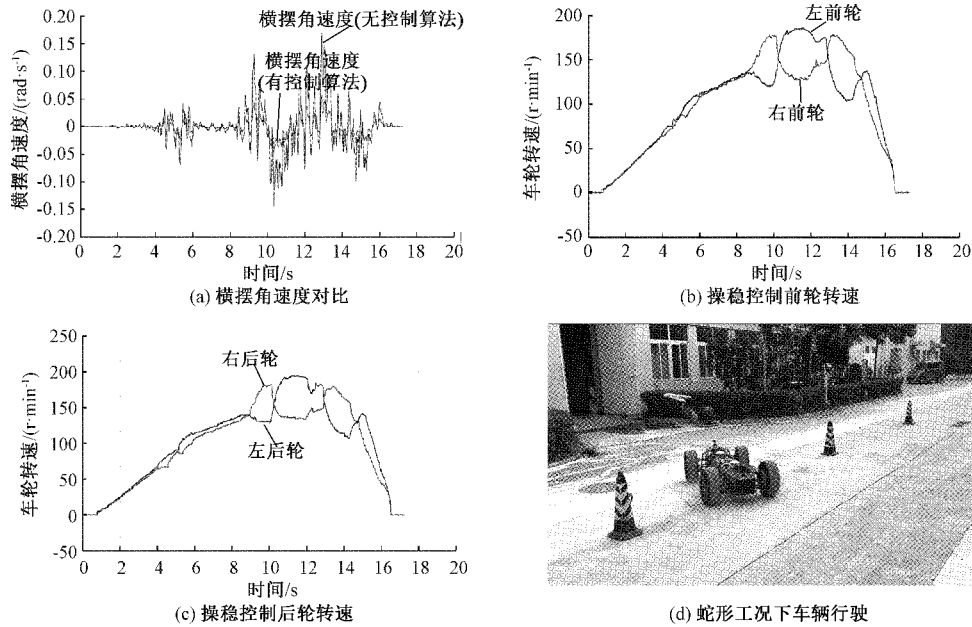 横摆角速度(无控制算法)
横摆角速度
(有控制算法)
横摆角速度/(rad·s⁻¹)
0.20
0.15
0.10
0.05
0
-0.05
-0.10
-0.15
-0.20
0 2 4 6 8 10 12 14 16 18 20
时间/s
(a) 横摆角速度对比
左前轮
右前轮
车轮转速/(r·min⁻¹)
200
150
100
50
0
-50
0 2 4 6 8 10 12 14 16 18 20
时间/s
(b) 操稳控制前轮转速
右后轮
左后轮
车轮转速/(r·min⁻¹)
250
200
150
100
50
0
-50
0 2 4 6 8 10 12 14 16 18 20
时间/s
(c) 操稳控制后轮转速
(d) 蛇形工况下车辆行驶